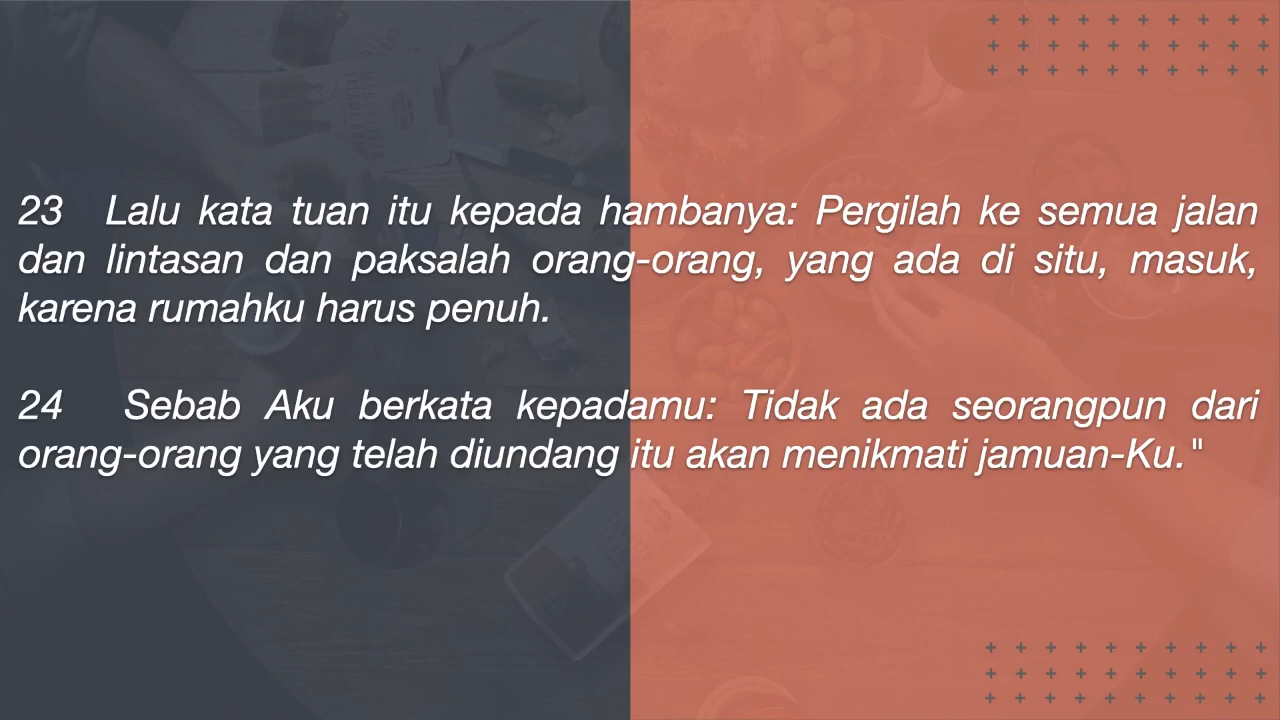 23 Lalu kata tuan itu kepada hambanya: Pergilah ke semua jalan
dan lintasan dan paksalah orang-orang, yang ada di situ, masuk,
karena rumahku harus penuh.
24 Sebab Aku berkata kepadamu: Tidak ada seorangpun dari
orang-orang yang telah diundang itu akan menikmati jamuan-Ku."